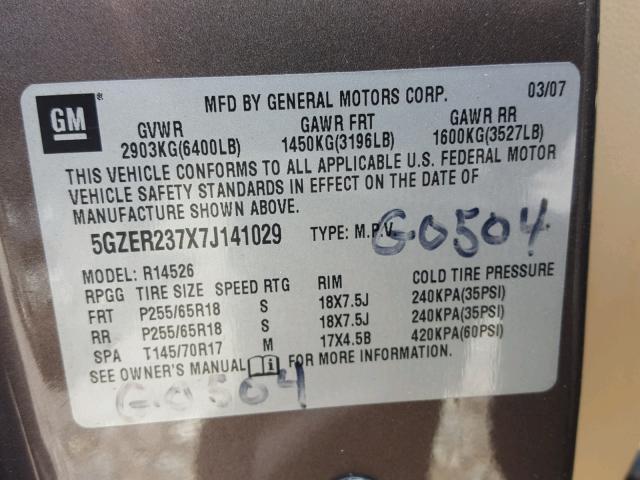 GM ®
MFD BY GENERAL MOTORS CORP. 03/07
GVWR GAWR FRT GAWR RR
2903KG(6400LB) 1450KG(3196LB) 1600KG(3527LB)
THIS VEHICLE CONFORMS TO ALL APPLICABLE U.S. FEDERAL MOTOR
VEHICLE SAFETY STANDARDS IN EFFECT ON THE DATE OF
MANUFACTURE SHOWN ABOVE.
5GZER237X7J141029 TYPE: M.P.V. G0504
MODEL: R14526
RPGG TIRE SIZE SPEED RTG RIM COLD TIRE PRESSURE
FRT P255/65R18 S 18X7.5J 240KPA(35PSI)
RR P255/65R18 S 18X7.5J 240KPA(35PSI)
SPA T145/70R17 M 17X4.5B 420KPA(60PSI)
SEE OWNER'S MANUAL FOR MORE INFORMATION.
G0504